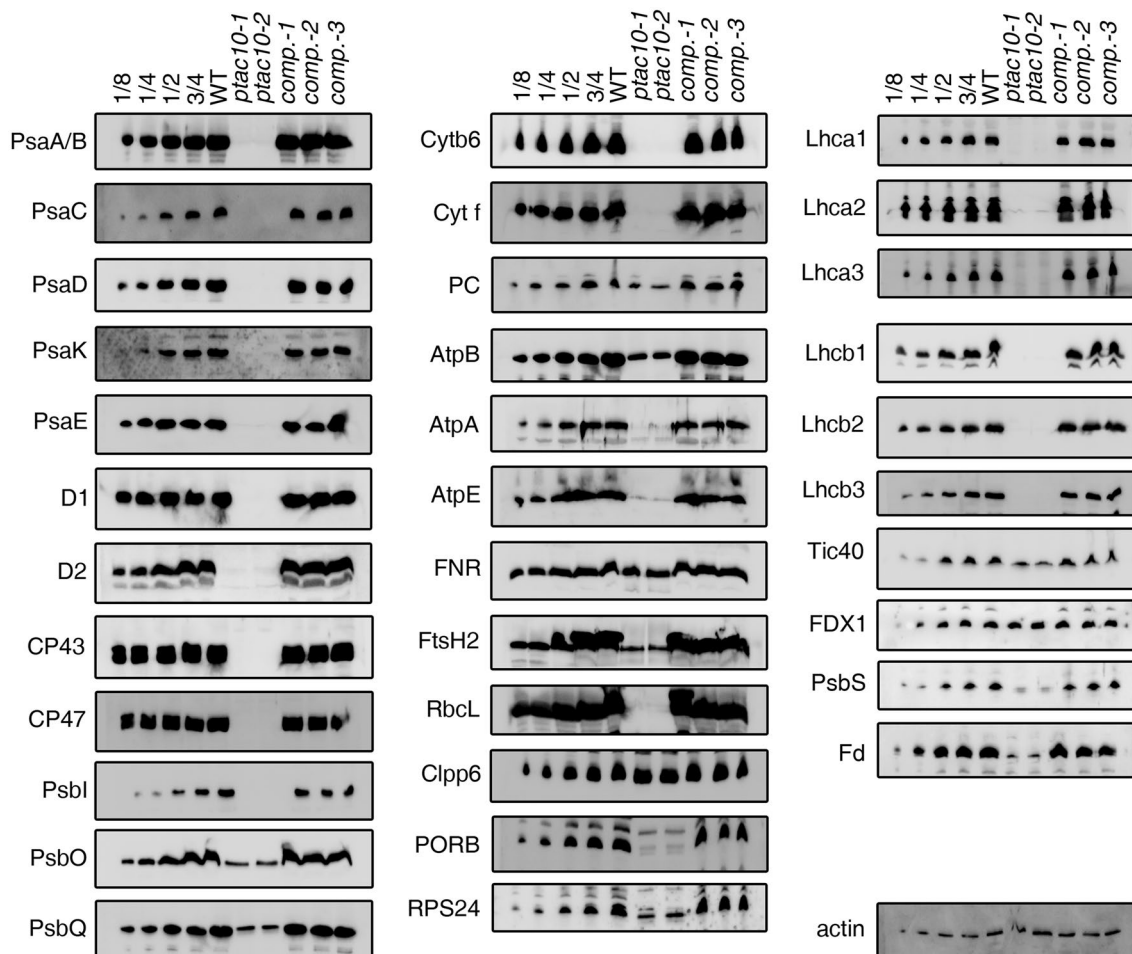 1/8 1/4 1/2 3/4 WT ptac10-1 ptac10-2 comp.-1 comp.-2 comp.-3
PsaA/B
PsaC
PsaD
PsaK
PsaE
D1
D2
CP43
CP47
PsbI
PsbO
PsbQ
1/8 1/4 1/2 3/4 WT ptac10-1 ptac10-2 comp.-1 comp.-2 comp.-3
Cytb6
Cyt f
PC
AtpB
AtpA
AtpE
FNR
FtsH2
RbcL
Clpp6
PORB
RPS24
1/8 1/4 1/2 3/4 WT ptac10-1 ptac10-2 comp.-1 comp.-2 comp.-3
Lhca1
Lhca2
Lhca3
Lhcb1
Lhcb2
Lhcb3
Tic40
FDX1
PsbS
Fd
actin